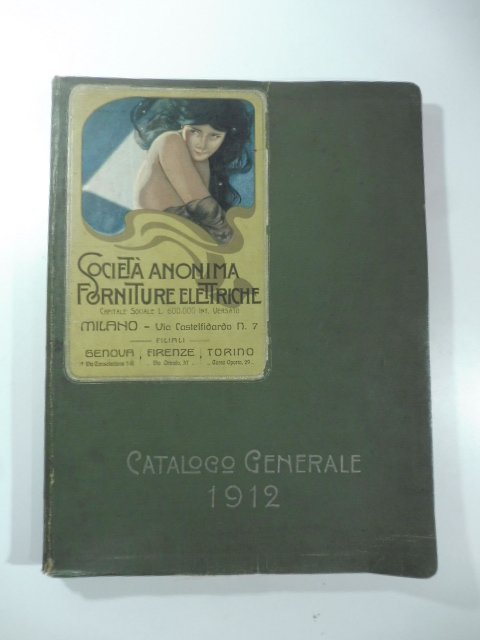 SOCIETÀ ANONIMA
FORNITURE ELETTRICHE
CAPITALE SOCIALE L. 600.000 INT. VERSATO
MILANO - Via Castelfidardo N. 7
FILIALI
GENOVA, FIRENZE, TORINO
CATALOGO GENERALE
1912